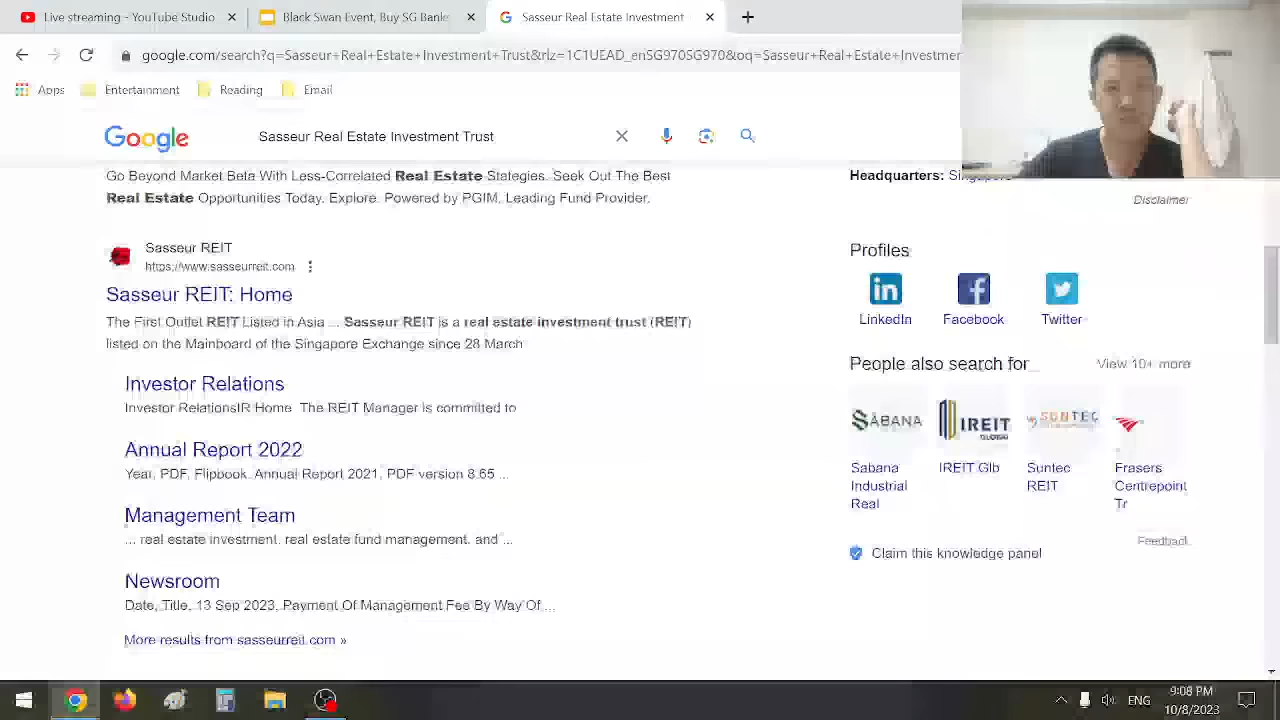 Live streaming - YouTube Studio
Black Swan Event, Buy SG Banks
Sasseur Real Estate Investment
google.com/search?q=Sasseur+Real+Estate+Investment+Trust&rlz=1C1UEAD_enSG970SG970&oq=Sasseur+Real+Estate+Investmen
Apps
Entertainment
Reading
Email
Google
Sasseur Real Estate Investment Trust
Go Beyond Market Beta With Less-Correlated Real Estate Stategies. Seek Out The Best
Real Estate Opportunities Today. Explore. Powered by PGIM. Leading Fund Provider.
Sasseur REIT
https://www.sasseurreit.com
Sasseur REIT: Home
The First Outlet REIT Listed in Asia ... Sasseur REIT is a real estate investment trust (REIT)
listed on the Mainboard of the Singapore Exchange since 28 March
Investor Relations
Investor RelationsIR Home. The REIT Manager is committed to
Annual Report 2022
Year, PDF, Flipbook. Annual Report 2021, PDF version 8.65 ...
Management Team
... real estate investment, real estate fund management, and ...
Newsroom
Date, Title. 13 Sep 2023, Payment Of Management Fee By Way Of ...
More results from sasseurreit.com »
Headquarters: Singapore
Disclaimer
Profiles
LinkedIn
Facebook
Twitter
People also search for
View 10+ more
SABANA
IREIT
GLOBAL
SUNTEC
Sabana
Industrial
Real
IREIT Glb
Suntec
REIT
Frasers
Centrepoint
Tr
Feedback
Claim this knowledge panel
ENG
9:08 PM
10/8/2023